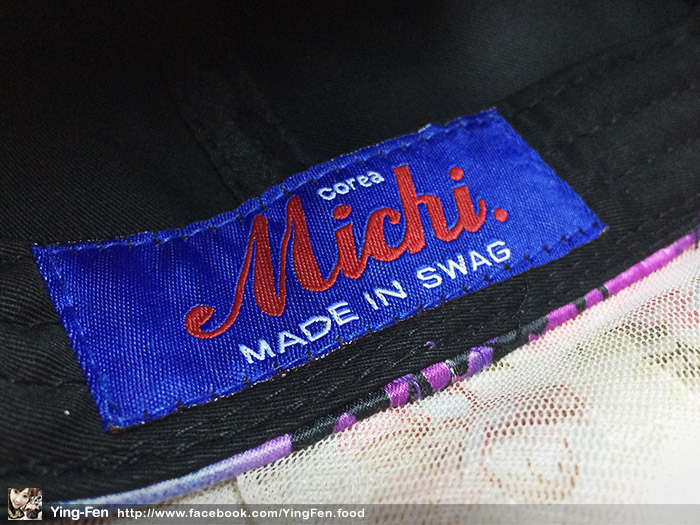 Corea
Michi.
MADE IN SWAG
Ying-Fen http://www.facebook.com/YingFen.food